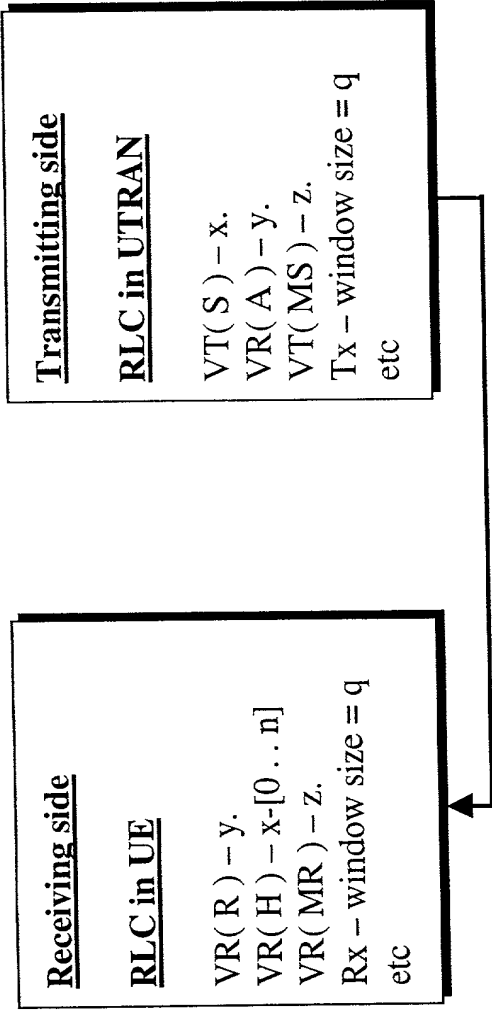 Receiving side
RLC in UE
VR( R ) – y.
VR( H ) – x-[0 . . n]
VR( MR ) – z.
Rx – window size = q
etc
Transmitting side
RLC in UTRAN
VT( S ) – x.
VR( A ) – y.
VT( MS ) – z.
Tx – window size = q
etc